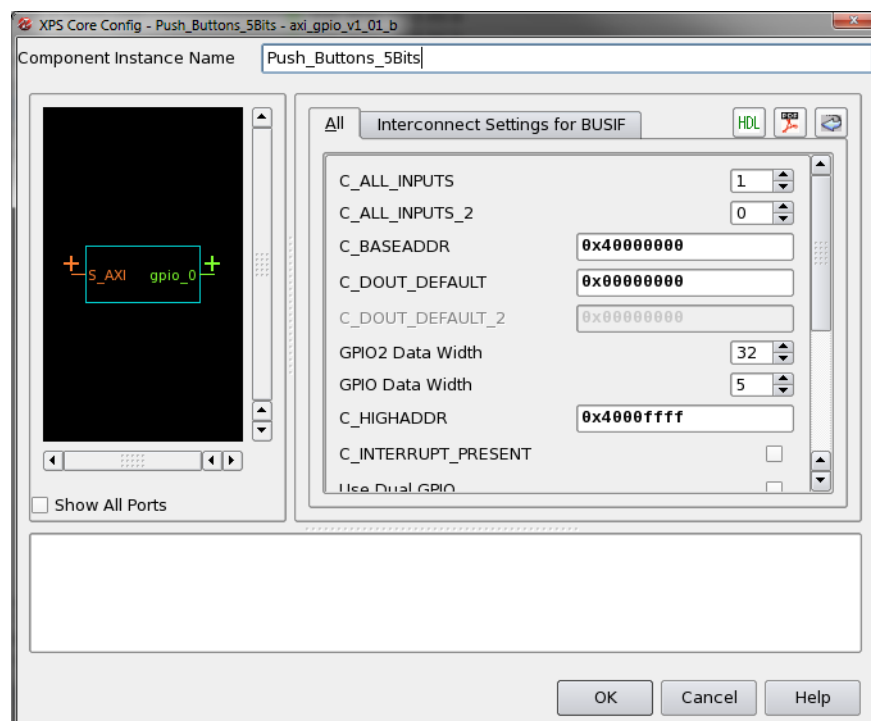 XPS Core Config - Push_Buttons_5Bits - axi_gpio_v1_01_b
Component Instance Name Push_Buttons_5Bits
All Interconnect Settings for BUSIF HDL PDF
S_AXI gpio_0
C_ALL_INPUTS 1
C_ALL_INPUTS_2 0
C_BASEADDR 0x40000000
C_DOUT_DEFAULT 0x00000000
C_DOUT_DEFAULT_2 0x00000000
GPIO2 Data Width 32
GPIO Data Width 5
C_HIGHADDR 0x4000ffff
C_INTERRUPT_PRESENT
Use Dual GPIO
Show All Ports
OK Cancel Help